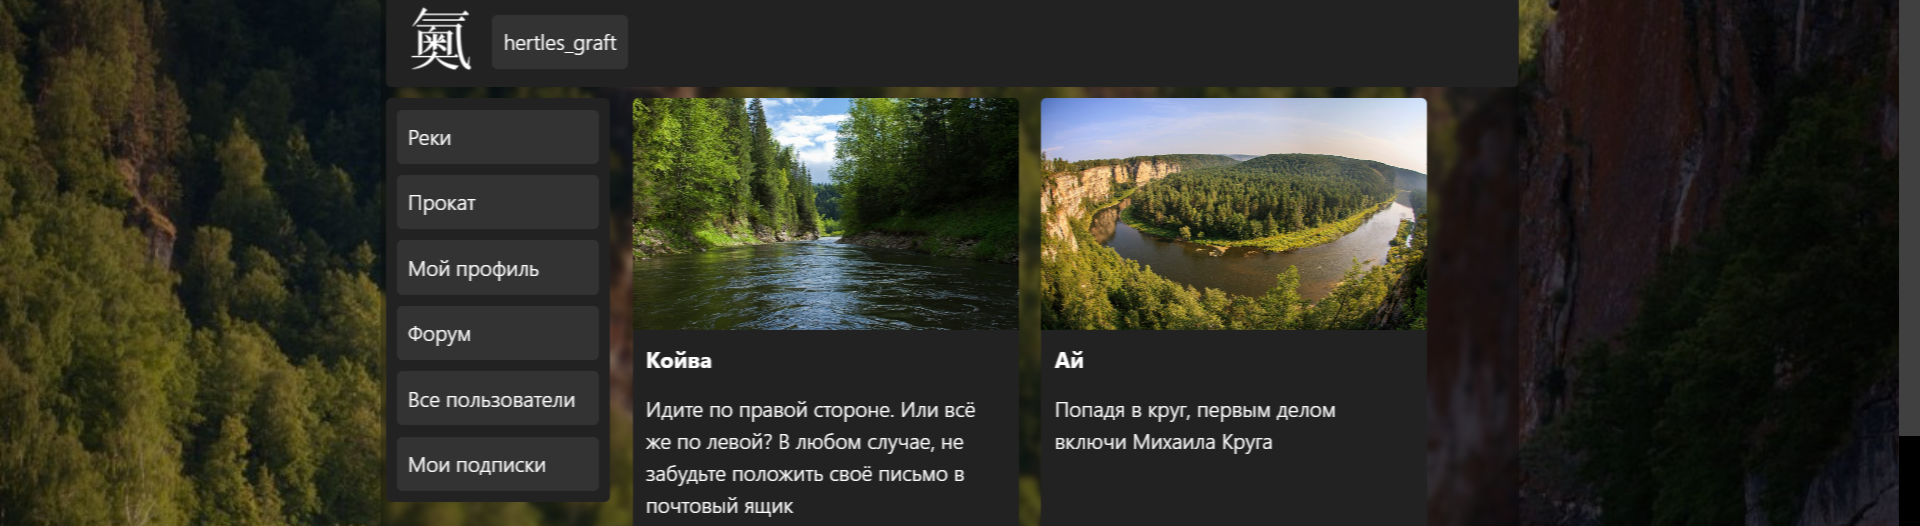 氭 hertles_graft
Реки
Прокат
Мой профиль
Форум
Все пользователи
Мои подписки
Койва
Идите по правой стороне. Или всё
же по левой? В любом случае, не
забудьте положить своё письмо в
почтовый ящик
Ай
Попадя в круг, первым делом
включи Михаила Круга